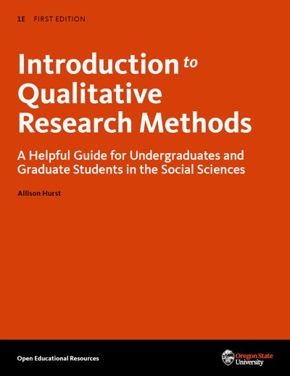 1E FIRST EDITION
Introduction to
Qualitative
Research Methods
A Helpful Guide for Undergraduates and
Graduate Students in the Social Sciences
Allison Hurst
Open Educational Resources
Oregon State
University